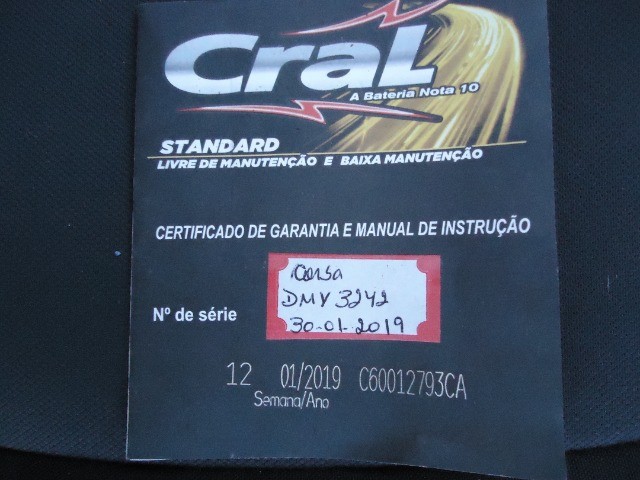 Cral
A Bateria Nota 10
STANDARD
LIVRE DE MANUTENÇÃO E BAIXA MANUTENÇÃO
CERTIFICADO DE GARANTIA E MANUAL DE INSTRUÇÃO
Corsa
DMV 3242
Nº de série
30-01-2019
12 01/2019 C60012793CA
Semana/Ano